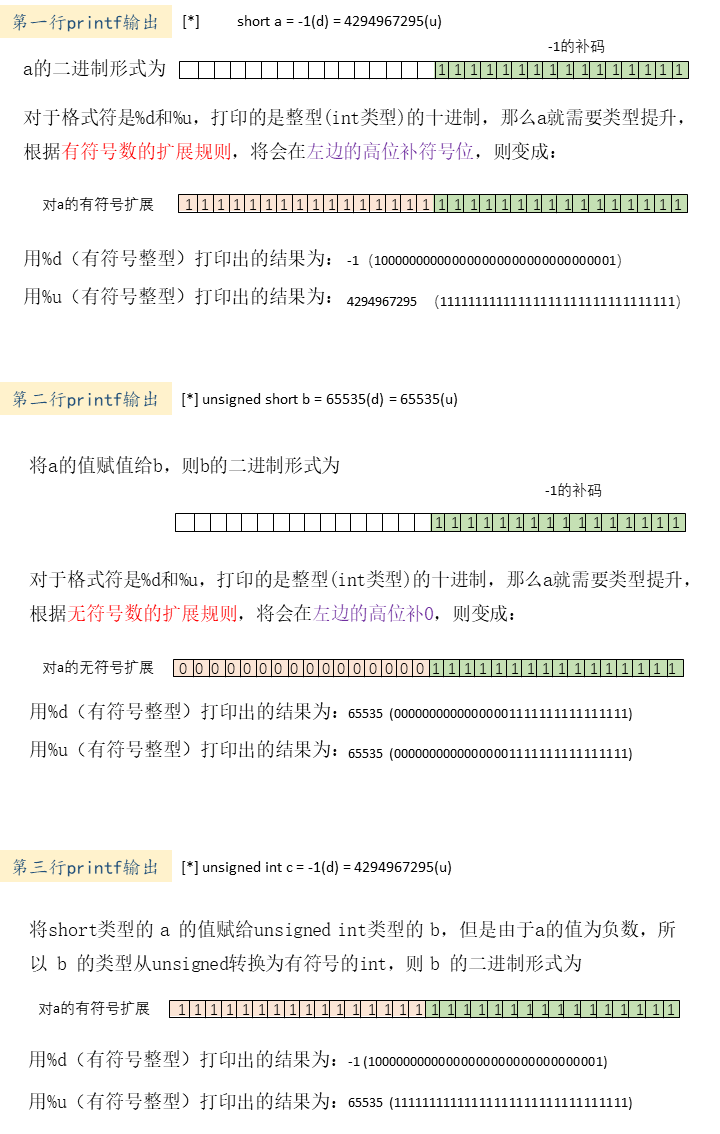 第一行printf输出 [*] short a = -1(d) = 4294967295(u)
-1的补码
a的二进制形式为 1 1 1 1 1 1 1 1 1 1 1 1 1 1 1 1
对于格式符是%d和%u，打印的是整型(int类型)的十进制，那么a就需要类型提升，
根据有符号数的扩展规则，将会在左边的高位补符号位，则变成：
对a的有符号扩展 1 1 1 1 1 1 1 1 1 1 1 1 1 1 1 1 1 1 1 1 1 1 1 1 1 1 1 1 1 1 1 1
用%d（有符号整型）打印出的结果为：-1（10000000000000000000000000000001）
用%u（有符号整型）打印出的结果为：4294967295 （11111111111111111111111111111111）
第二行printf输出 [*] unsigned short b = 65535(d) = 65535(u)
将a的值赋值给b，则b的二进制形式为
-1的补码
1 1 1 1 1 1 1 1 1 1 1 1 1 1 1 1
对于格式符是%d和%u，打印的是整型(int类型)的十进制，那么a就需要类型提升，
根据无符号数的扩展规则，将会在左边的高位补0，则变成：
对a的无符号扩展 0 0 0 0 0 0 0 0 0 0 0 0 0 0 0 0 1 1 1 1 1 1 1 1 1 1 1 1 1 1 1 1
用%d（有符号整型）打印出的结果为：65535 (00000000000000001111111111111111)
用%u（有符号整型）打印出的结果为：65535 (00000000000000001111111111111111)
第三行printf输出 [*] unsigned int c = -1(d) = 4294967295(u)
将short类型的 a 的值赋给unsigned int类型的 b，但是由于a的值为负数，所
以 b 的类型从unsigned转换为有符号的int，则 b 的二进制形式为
对a的有符号扩展 1 1 1 1 1 1 1 1 1 1 1 1 1 1 1 1 1 1 1 1 1 1 1 1 1 1 1 1 1 1 1 1
用%d（有符号整型）打印出的结果为：-1 (10000000000000000000000000000001)
用%u（有符号整型）打印出的结果为：65535 (11111111111111111111111111111111)